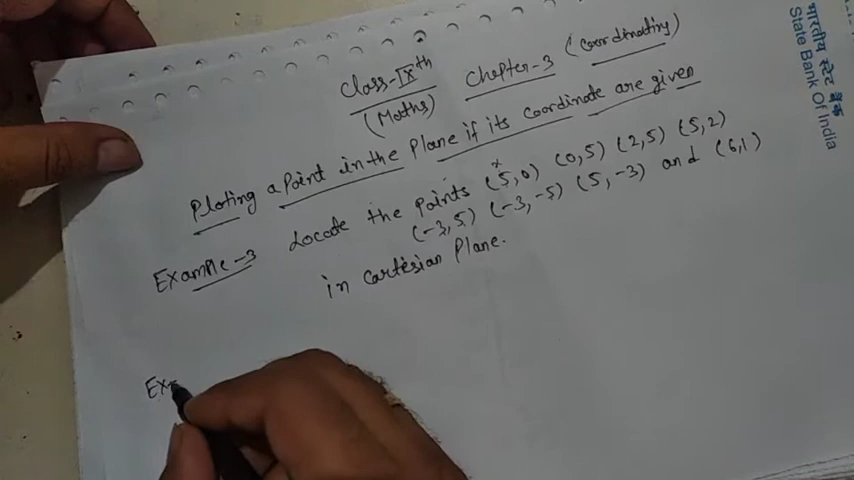 Class-IXth Chapter-3 (Coordinating)
(Maths)
Ploting a Point in the Plane if its Coordinate are given
Example-3 Locate the Points (5,0) (0,5) (2,5) (5,2)
(-3,5) (-3,-5) (5,-3) and (6,1)
in Cartesian Plane.
Ex
भारतीय स्टेट बैंक
State Bank Of India